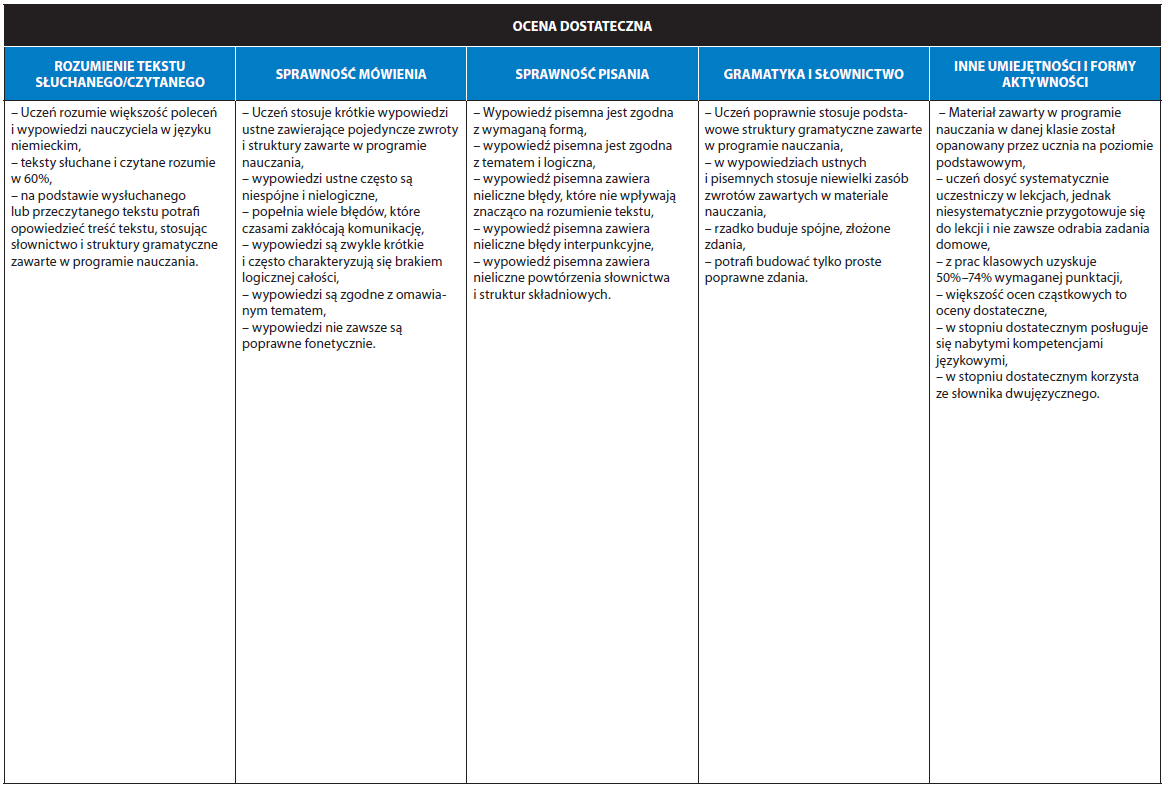 OCENA DOSTATECZNA
ROZUMIENIE TEKSTU
SŁUCHANEGO/CZYTANEGO
SPRAWNOŚĆ MÓWIENIA
SPRAWNOŚĆ PISANIA
GRAMATYKA I SŁOWNICTWO
INNE UMIEJĘTNOŚCI I FORMY
AKTYWNOŚCI
– Uczeń rozumie większość poleceń
i wypowiedzi nauczyciela w języku
niemieckim,
– teksty słuchane i czytane rozumie
w 60%,
– na podstawie wysłuchanego
lub przeczytanego tekstu potrafi
opowiedzieć treść tekstu, stosując
słownictwo i struktury gramatyczne
zawarte w programie nauczania.
– Uczeń stosuje krótkie wypowiedzi
ustne zawierające pojedyncze zwroty
i struktury zawarte w programie
nauczania,
– wypowiedzi ustne często są
niespójne i nielogiczne,
– popełnia wiele błędów, które
czasami zakłócają komunikację,
– wypowiedzi są zwykle krótkie
i często charakteryzują się brakiem
logicznej całości,
– wypowiedzi są zgodne z omawia-
nym tematem,
– wypowiedzi nie zawsze są
poprawne fonetycznie.
– Wypowiedź pisemna jest zgodna
z wymaganą formą,
– wypowiedź pisemna jest zgodna
z tematem i logiczna,
– wypowiedź pisemna zawiera
nieliczne błędy, które nie wpływają
znacząco na rozumienie tekstu,
– wypowiedź pisemna zawiera
nieliczne błędy interpunkcyjne,
– wypowiedź pisemna zawiera
nieliczne powtórzenia słownictwa
i struktur składniowych.
– Uczeń poprawnie stosuje podsta-
wowe struktury gramatyczne zawarte
w programie nauczania,
– w wypowiedziach ustnych
i pisemnych stosuje niewielki zasób
zwrotów zawartych w materiale
nauczania,
– rzadko buduje spójne, złożone
zdania,
– potrafi budować tylko proste
poprawne zdania.
– Materiał zawarty w programie
nauczania w danej klasie został
opanowany przez ucznia na poziomie
podstawowym,
– uczeń dosyć systematycznie
uczestniczy w lekcjach, jednak
niesystematycznie przygotowuje się
do lekcji i nie zawsze odrabia zadania
domowe,
– z prac klasowych uzyskuje
50%–74% wymaganej punktacji,
– większość ocen cząstkowych to
oceny dostateczne,
– w stopniu dostatecznym posługuje
się nabytymi kompetencjami
językowymi,
– w stopniu dostatecznym korzysta
ze słownika dwujęzycznego.